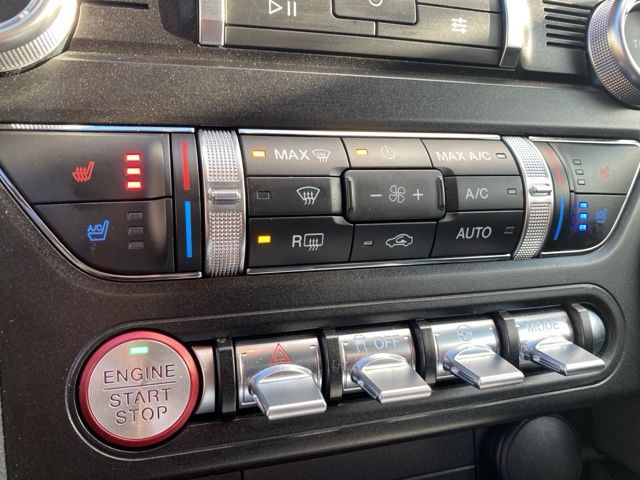 MAX
MAX A/C
A/C
A/C
R
AUTO
OFF
MODE
ENGINE
START
STOP